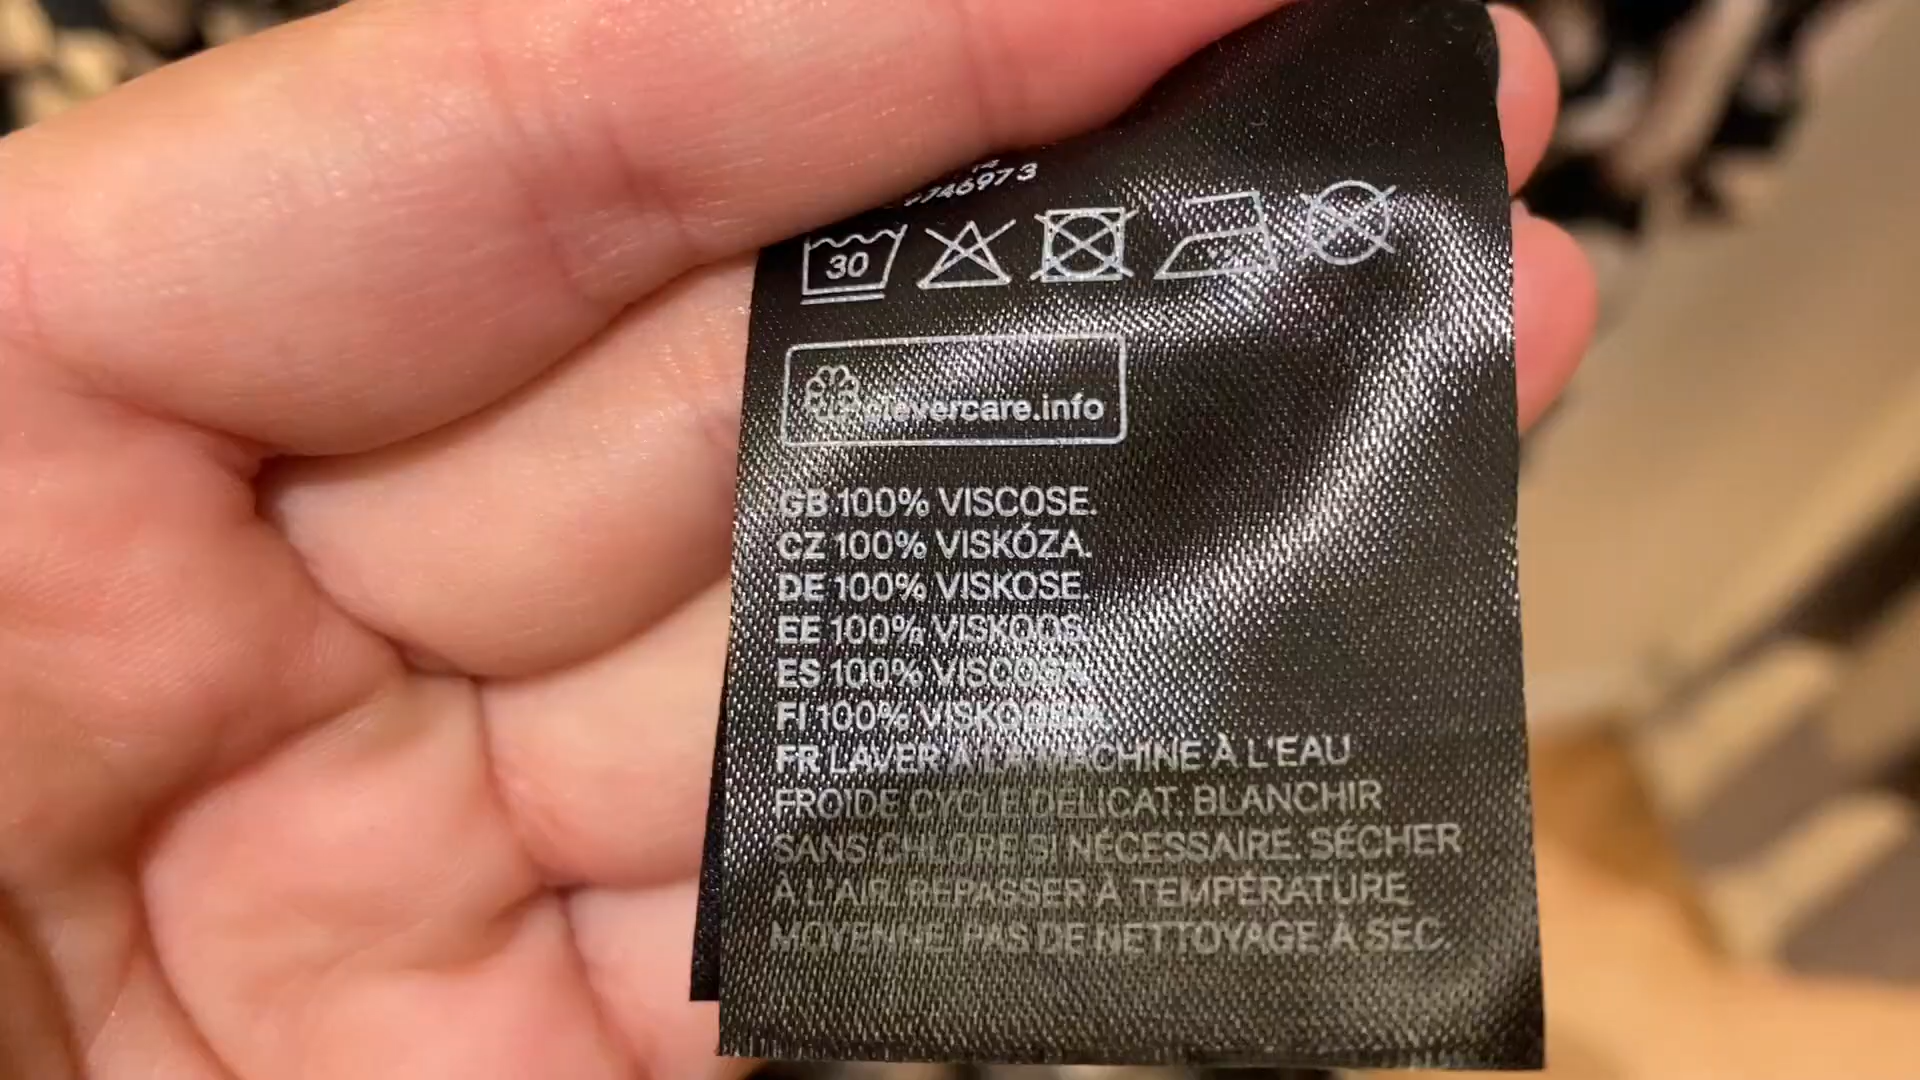 30
clevercare.info
GB 100% VISCOSE.
CZ 100% VISKÓZA.
DE 100% VISKOSE.
EE 100% VISKOOS.
ES 100% VISCOSA.
FI 100% VISKOOSIA.
FR LAVER À LA MACHINE À L'EAU
FROIDE CYCLE DÉLICAT. BLANCHIR
SANS CHLORE SI NÉCESSAIRE. SÉCHER
À L'AIR. REPASSER À TEMPÉRATURE
MOYENNE. PAS DE NETTOYAGE À SEC.